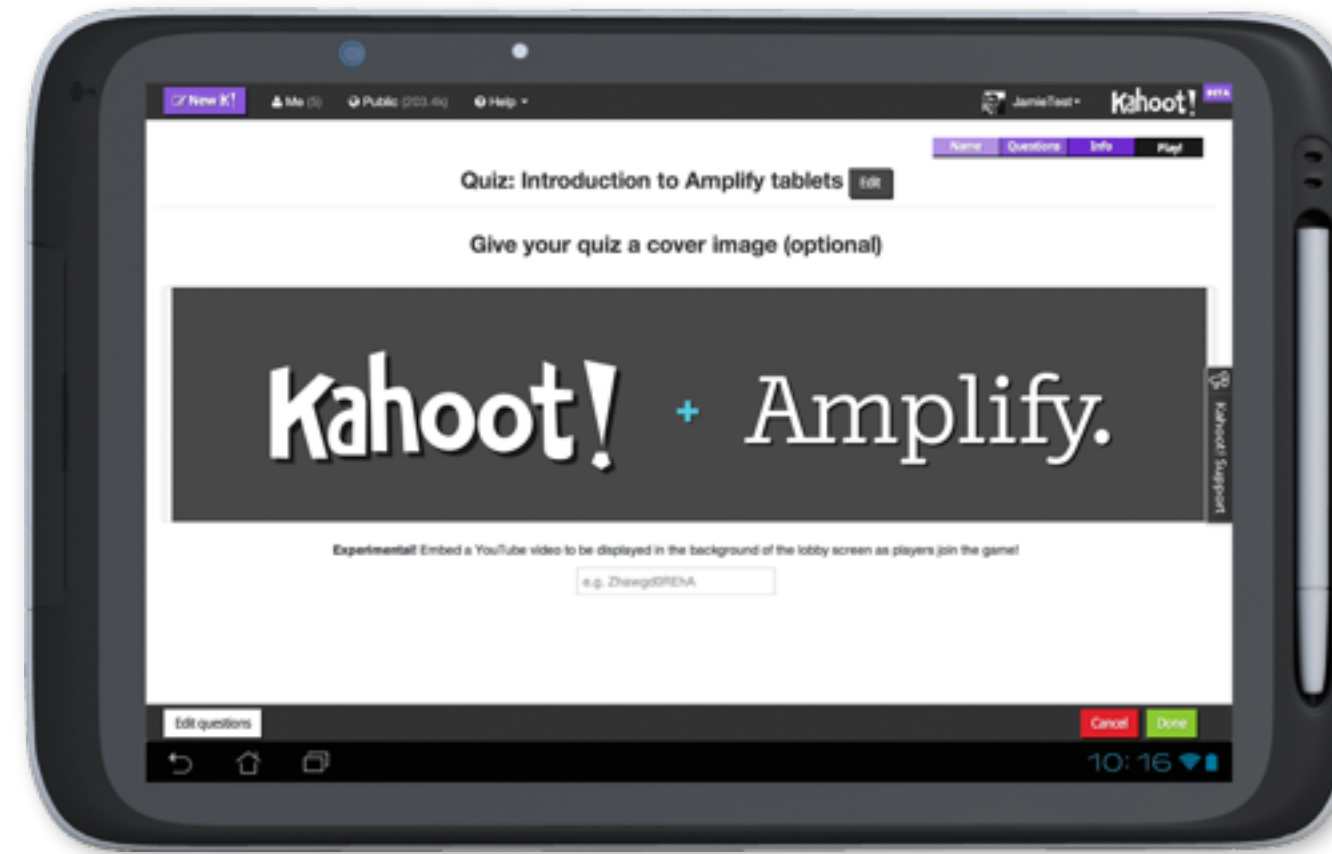 New K! Me (5) Public (203.4k) Help JamieTest Kahoot! BETA
Name Questions Info Play!
Quiz: Introduction to Amplify tablets Edit
Give your quiz a cover image (optional)
Kahoot! + Amplify.
Kahoot! Support
Experimental! Embed a YouTube video to be displayed in the background of the lobby screen as players join the game!
e.g. Zhawgd0REhA
Edit questions Cancel Done
10:16